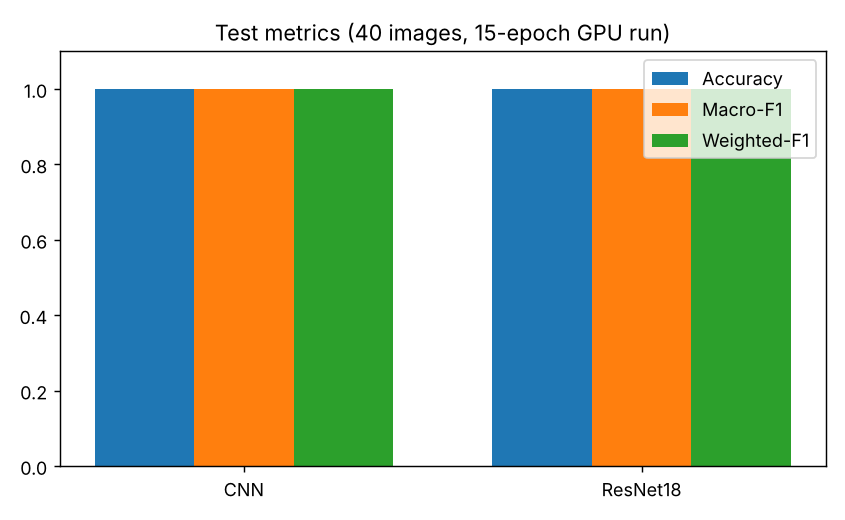 Test metrics (40 images, 15-epoch GPU run)
Accuracy
Macro-F1
Weighted-F1
1.0
0.8
0.6
0.4
0.2
0.0
CNN
ResNet18